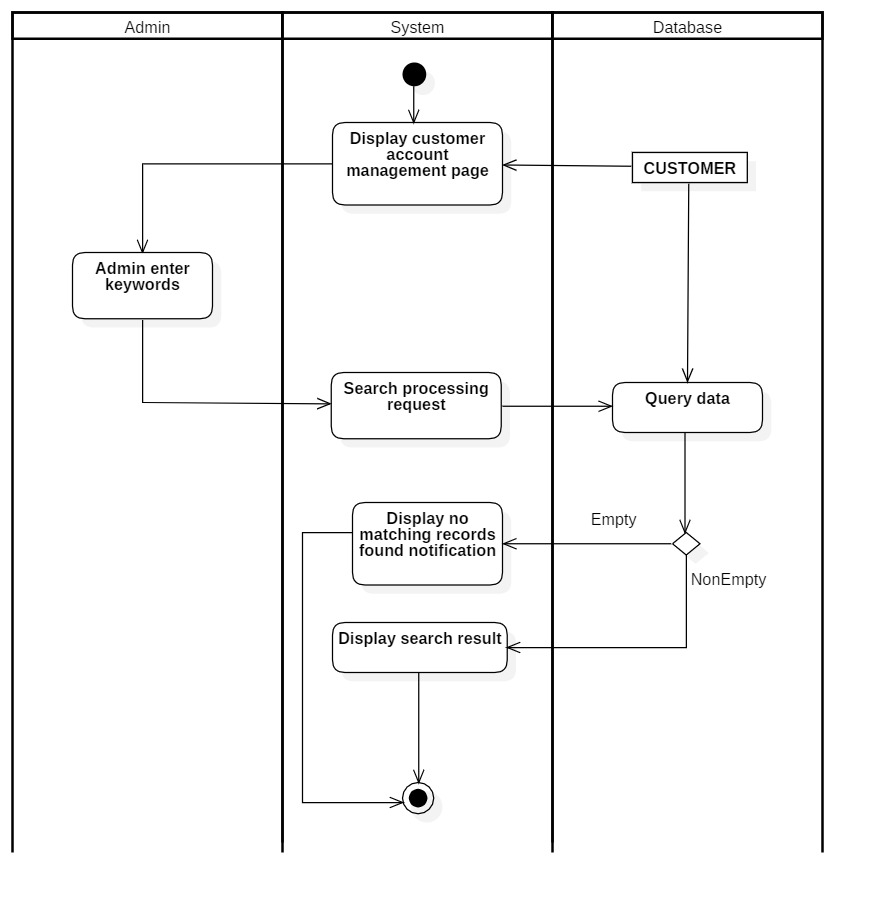 Admin
System
Database
Display customer
account
management page
CUSTOMER
Admin enter
keywords
Search processing
request
Query data
Empty
Display no
matching records
found notification
NonEmpty
Display search result